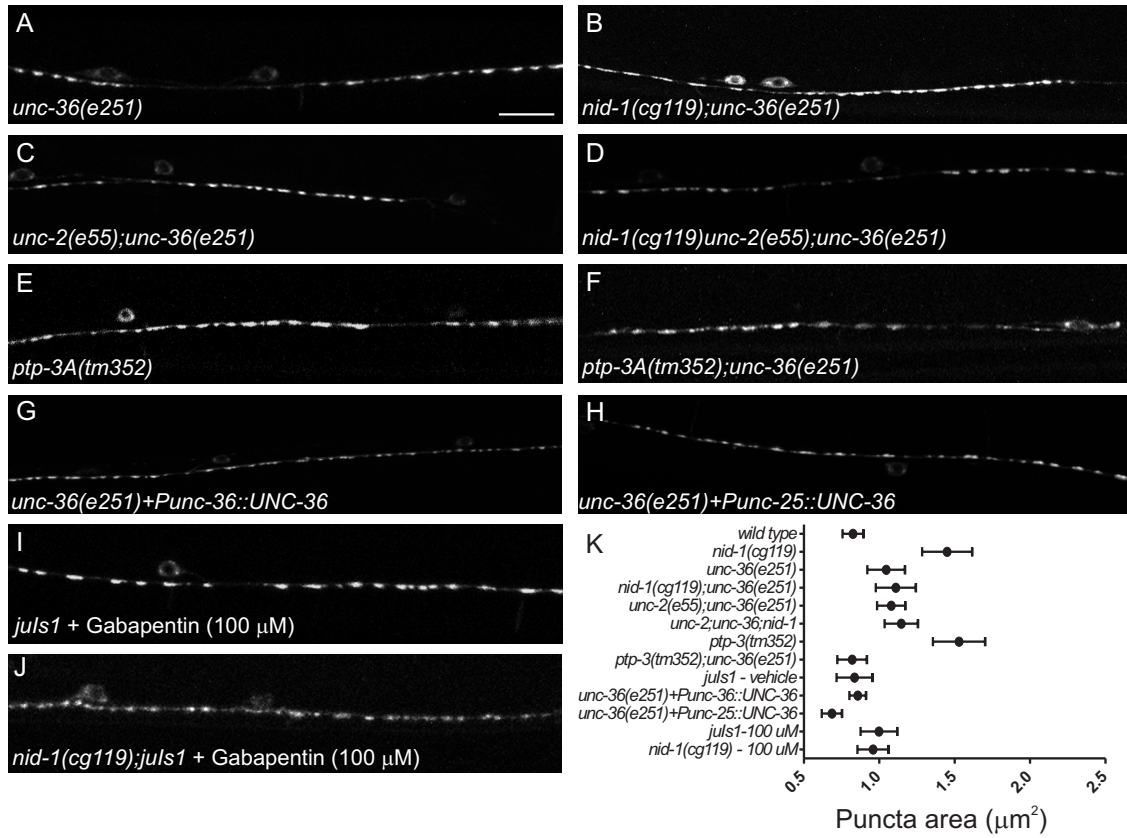 A
unc-36(e251)
B
nid-1(cg119);unc-36(e251)
C
unc-2(e55);unc-36(e251)
D
nid-1(cg119)unc-2(e55);unc-36(e251)
E
ptp-3A(tm352)
F
ptp-3A(tm352);unc-36(e251)
G
unc-36(e251)+Punc-36::UNC-36
H
unc-36(e251)+Punc-25::UNC-36
I
juIs1 + Gabapentin (100 μM)
J
nid-1(cg119);juIs1 + Gabapentin (100 μM)
K
wild type
nid-1(cg119)
unc-36(e251)
nid-1(cg119);unc-36(e251)
unc-2(e55);unc-36(e251)
unc-2;unc-36;nid-1
ptp-3(tm352)
ptp-3(tm352);unc-36(e251)
juIs1 - vehicle
unc-36(e251)+Punc-36::UNC-36
unc-36(e251)+Punc-25::UNC-36
juIs1-100 uM
nid-1(cg119) - 100 uM
0.5 1.0 1.5 2.0 2.5
Puncta area (μm²)